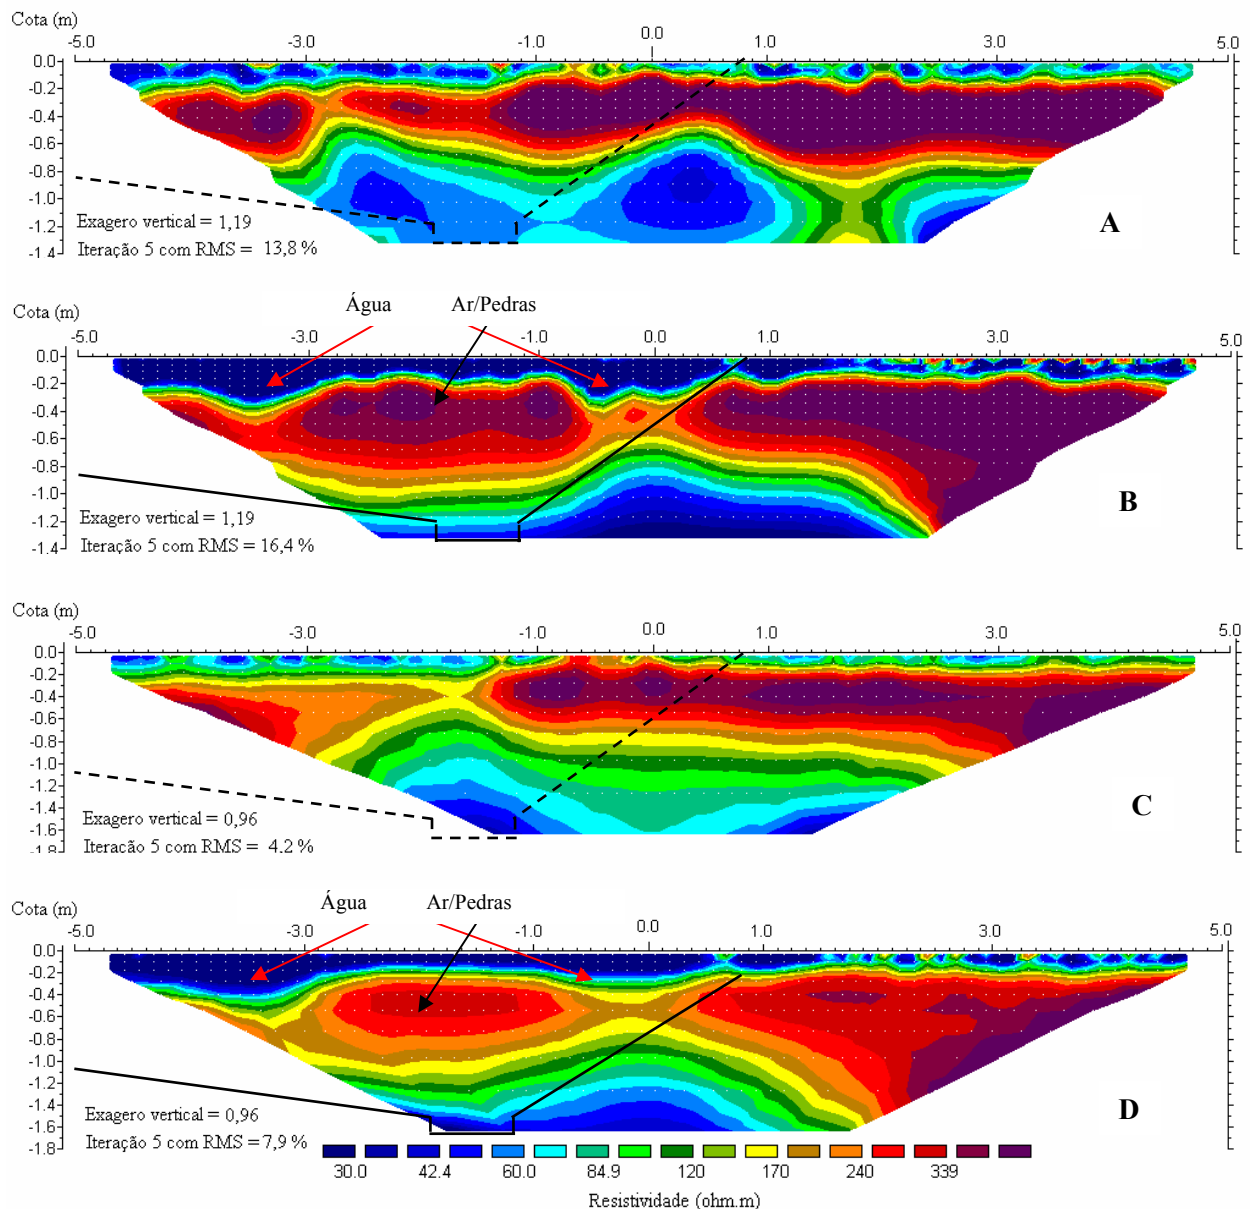 Cota (m)
-5.0 -3.0 -1.0 0.0 1.0 3.0 5.0
0.0
-0.2
-0.4
-0.6
-0.8
-1.0
-1.2
-1.4
Exagero vertical = 1,19
Iteração 5 com RMS = 13,8 %
A
Água Ar/Pedras
Cota (m)
-5.0 -3.0 -1.0 0.0 1.0 3.0 5.0
0.0
-0.2
-0.4
-0.6
-0.8
-1.0
-1.2
-1.4
Exagero vertical = 1,19
Iteração 5 com RMS = 16,4 %
B
Cota (m)
-5.0 -3.0 -1.0 0.0 1.0 3.0 5.0
0.0
-0.2
-0.4
-0.6
-0.8
-1.0
-1.2
-1.4
-1.6
-1.8
Exagero vertical = 0,96
Iteração 5 com RMS = 4.2 %
C
Água Ar/Pedras
Cota (m)
-5.0 -3.0 -1.0 0.0 1.0 3.0 5.0
0.0
-0.2
-0.4
-0.6
-0.8
-1.0
-1.2
-1.4
-1.6
-1.8
Exagero vertical = 0,96
Iteração 5 com RMS =7,9 %
D
30.0 42.4 60.0 84.9 120 170 240 339
Resistividade (ohm.m)